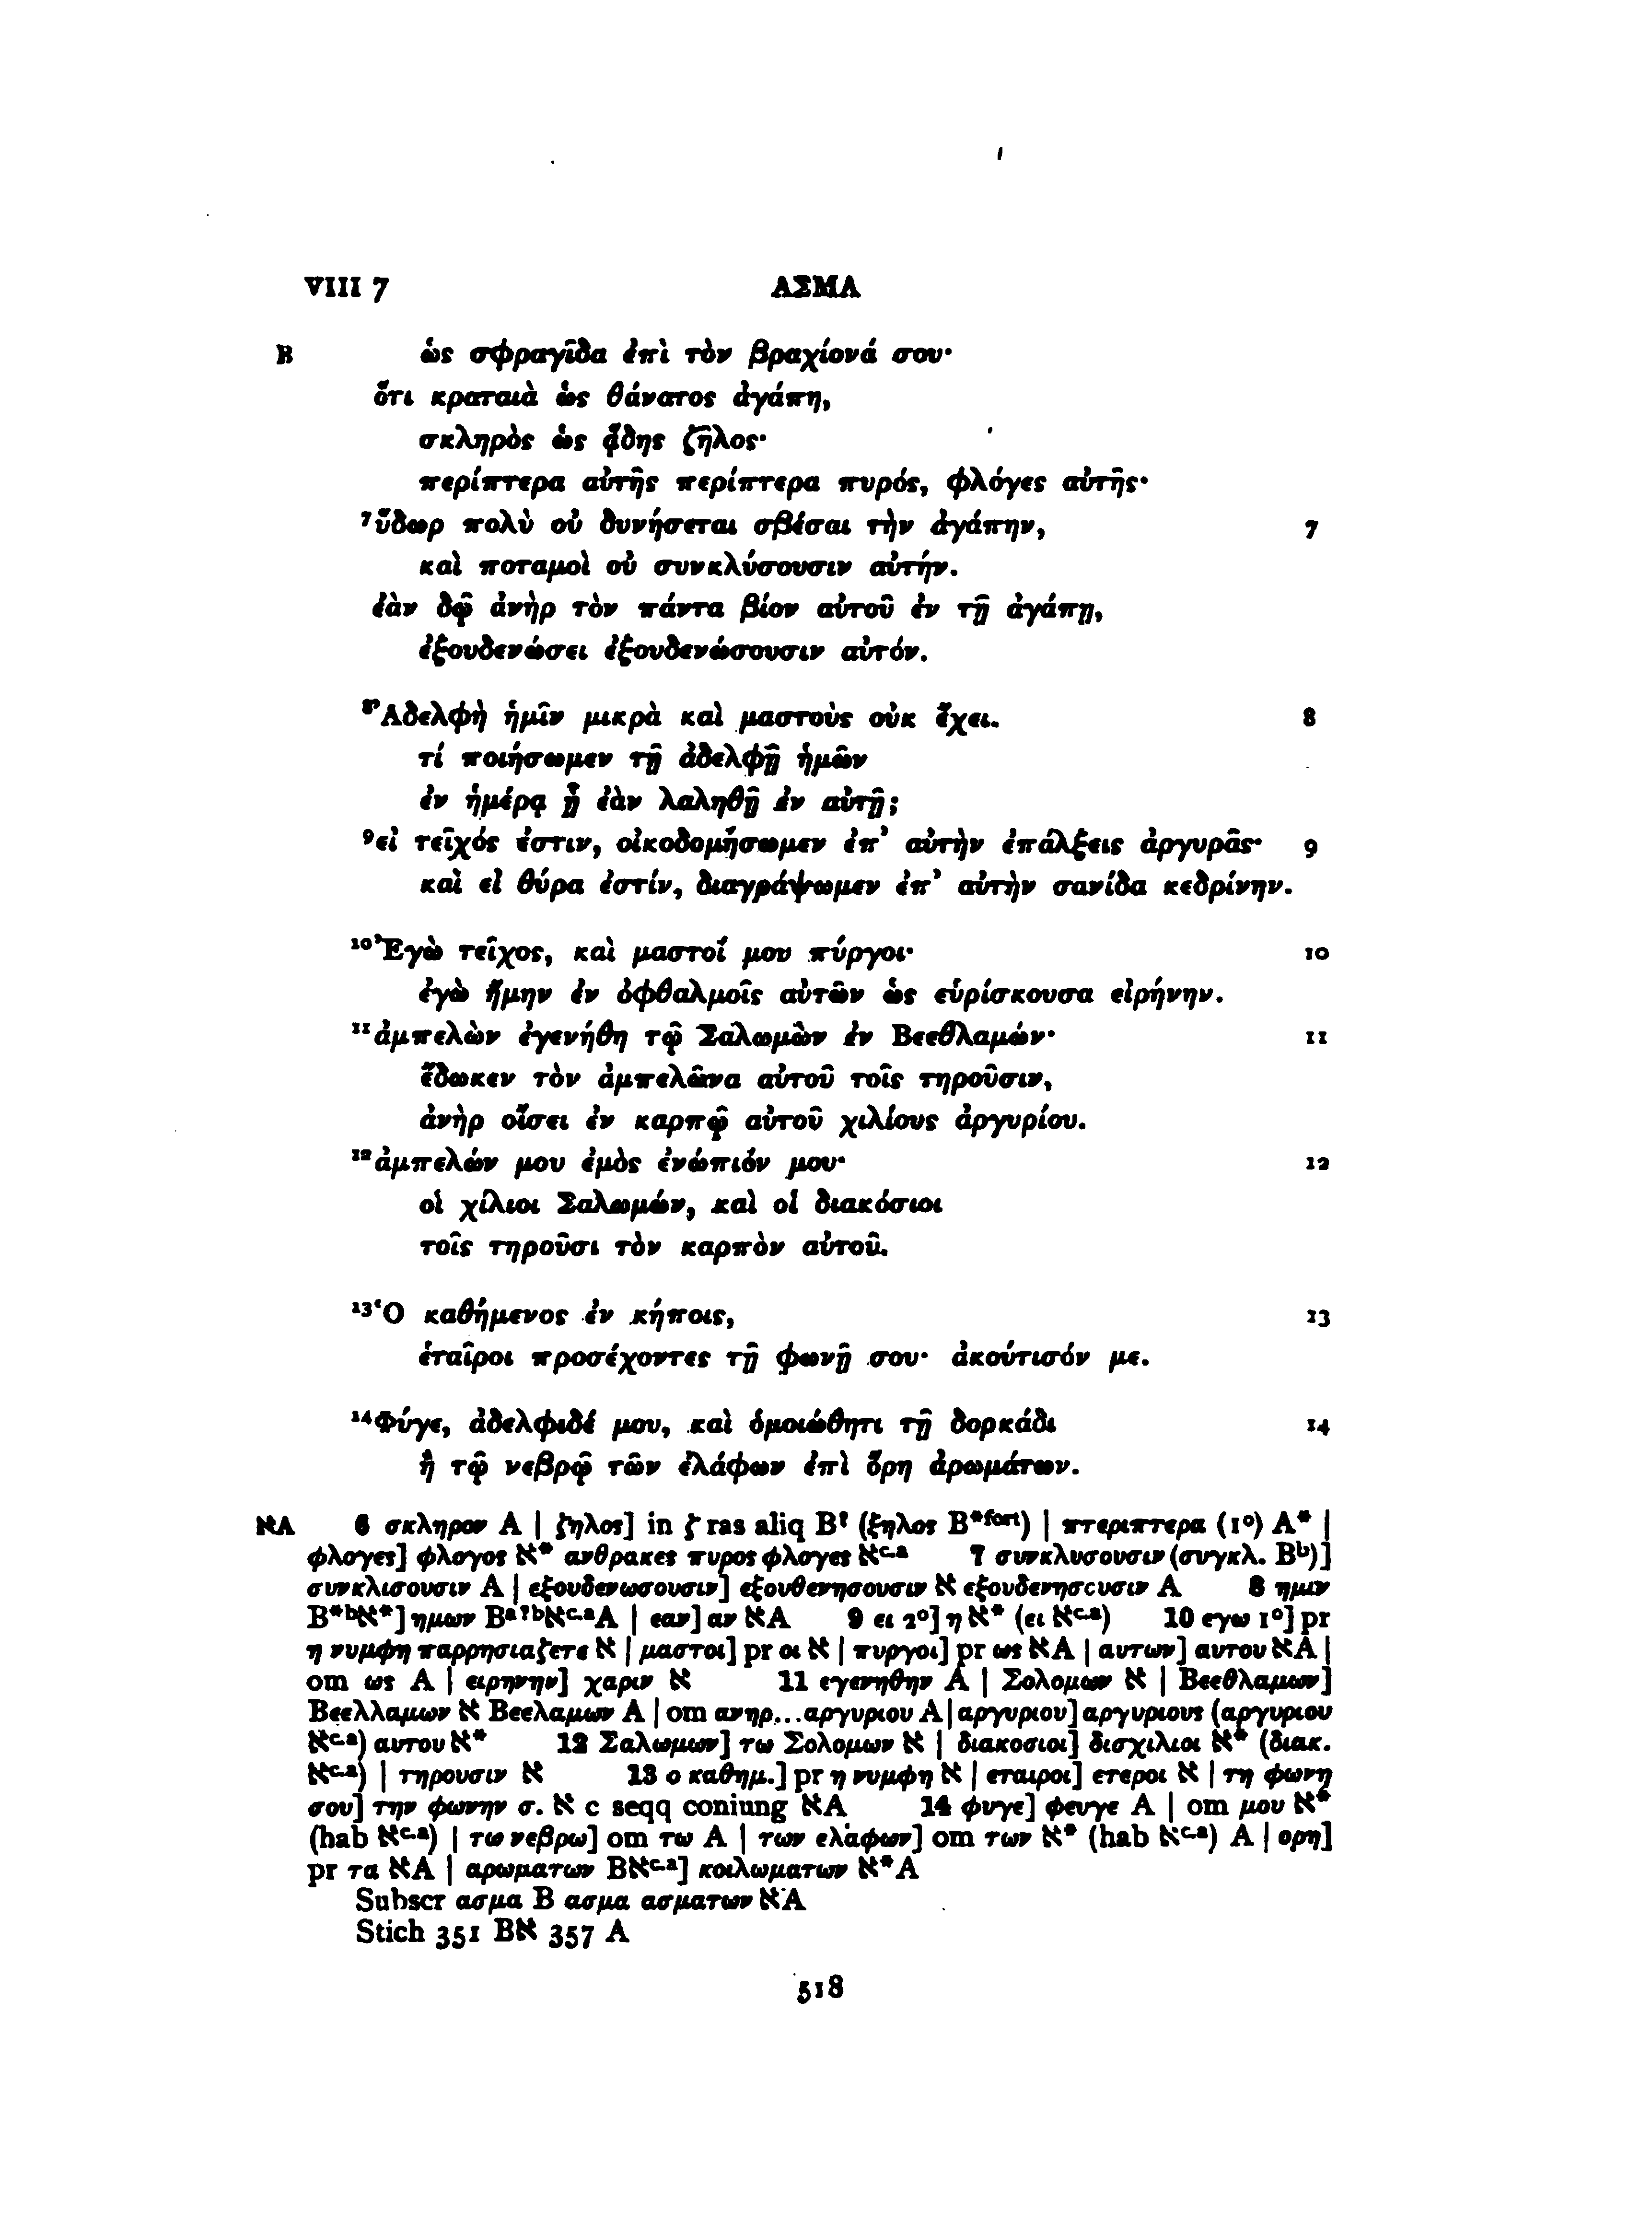 VIII 7 ΑΣΜΑ
B ὡς σφραγῖδα ἐπὶ τὸν βραχίονά σου·
ὅτι κραταιὰ ὡς θάνατος ἀγάπη,
σκληρὸς ὡς ᾅδης ζῆλος·
περίπτερα αὐτῆς περίπτερα πυρός, φλόγες αὐτῆς·
⁷ὕδωρ πολὺ οὐ δυνήσεται σβέσαι τὴν ἀγάπην, 7
καὶ ποταμοὶ οὐ συνκλύσουσιν αὐτήν.
ἐὰν δῷ ἀνὴρ τὸν πάντα βίον αὐτοῦ ἐν τῇ ἀγάπῃ,
ἐξουδενώσει ἐξουδενώσουσιν αὐτόν.
⁸Ἀδελφὴ ἡμῖν μικρὰ καὶ μαστοὺς οὐκ ἔχει. 8
τί ποιήσωμεν τῇ ἀδελφῇ ἡμῶν
ἐν ἡμέρᾳ ᾗ ἐὰν λαληθῇ ἐν αὐτῇ;
⁹εἰ τεῖχός ἐστιν, οἰκοδομήσωμεν ἐπ’ αὐτὴν ἐπάλξεις ἀργυρᾶς· 9
καὶ εἰ θύρα ἐστίν, διαγράψωμεν ἐπ’ αὐτὴν σανίδα κεδρίνην.
¹⁰Ἐγὼ τεῖχος, καὶ μαστοί μου πύργοι· 10
ἐγὼ ἤμην ἐν ὀφθαλμοῖς αὐτῶν ὡς εὑρίσκουσα εἰρήνην.
¹¹ἀμπελὼν ἐγενήθη τῷ Σαλωμὼν ἐν Βεεθλαμών· 11
ἔδωκεν τὸν ἀμπελῶνα αὐτοῦ τοῖς τηροῦσιν,
ἀνὴρ οἴσει ἐν καρπῷ αὐτοῦ χιλίους ἀργυρίου.
¹²ἀμπελών μου ἐμὸς ἐνώπιόν μου· 12
οἱ χίλιοι Σαλωμών, καὶ οἱ διακόσιοι
τοῖς τηροῦσι τὸν καρπὸν αὐτοῦ.
¹³Ὁ καθήμενος ἐν κήποις, 13
ἑταῖροι προσέχοντες τῇ φωνῇ σου· ἀκούτισόν με.
¹⁴Φύγε, ἀδελφιδέ μου, καὶ ὁμοιώθητι τῇ δορκάδι 14
ἢ τῷ νεβρῷ τῶν ἐλάφων ἐπὶ ὄρη ἀρωμάτων.
אA 6 σκληρον A | ζηλος] in ζ ras aliq B? (ξηλος B*fort) | πτεριπτερα (1°) A* |
φλογες] φλογος א* ανθρακες πυρος φλογες אc.a 7 συνκλυσουσιν (συγκλ. Bb)]
συνκλισουσιν A | εξουδενωσουσιν] εξουθενησουσιν א εξουδενησουσιν A 8 ημιν
B*bא*] ημων Ba?bאc.aA | εαν] αν אA 9 ει 2°] η א* (ει אc.a) 10 εγω 1°] pr
η νυμφη παρρησιαζετε א | μαστοι] pr οι א | πυργοι] pr ως אA | αυτων] αυτου אA |
om ως A | ειρηνην] χαριν א 11 εγενηθην A | Σολομων א | Βεεθλαμων]
Βεελλαμων א Βεελαμων A | om ανηρ...αργυριου A | αργυριου] αργυριους (αργυριου
אc.a) αυτου א* 12 Σαλωμων] τω Σολομων א | διακοσιοι] δισχιλιοι א* (διακ.
אc.a) | τηρουσιν א 13 ο καθημ.] pr η νυμφη א | εταιροι] ετεροι א | τη φωνη
σου] την φωνην σ. א c seqq coniung אA 14 φυγε] φευγε A | om μου א*
(hab אc.a) | τω νεβρω] om τω A | των ελαφων] om των א* (hab אc.a) A | ορη]
pr τα אA | αρωματων Bאc.a] κοιλωματων א*A
Subscr ασμα B ασμα ασματων אA
Stich 351 Bא 357 A
518